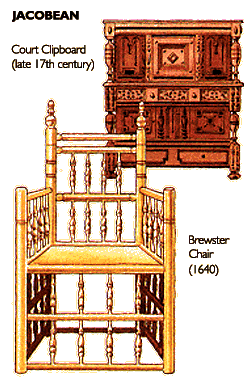 JACOBEAN
Court Clipboard
(late 17th century)
Brewster
Chair
(1640)